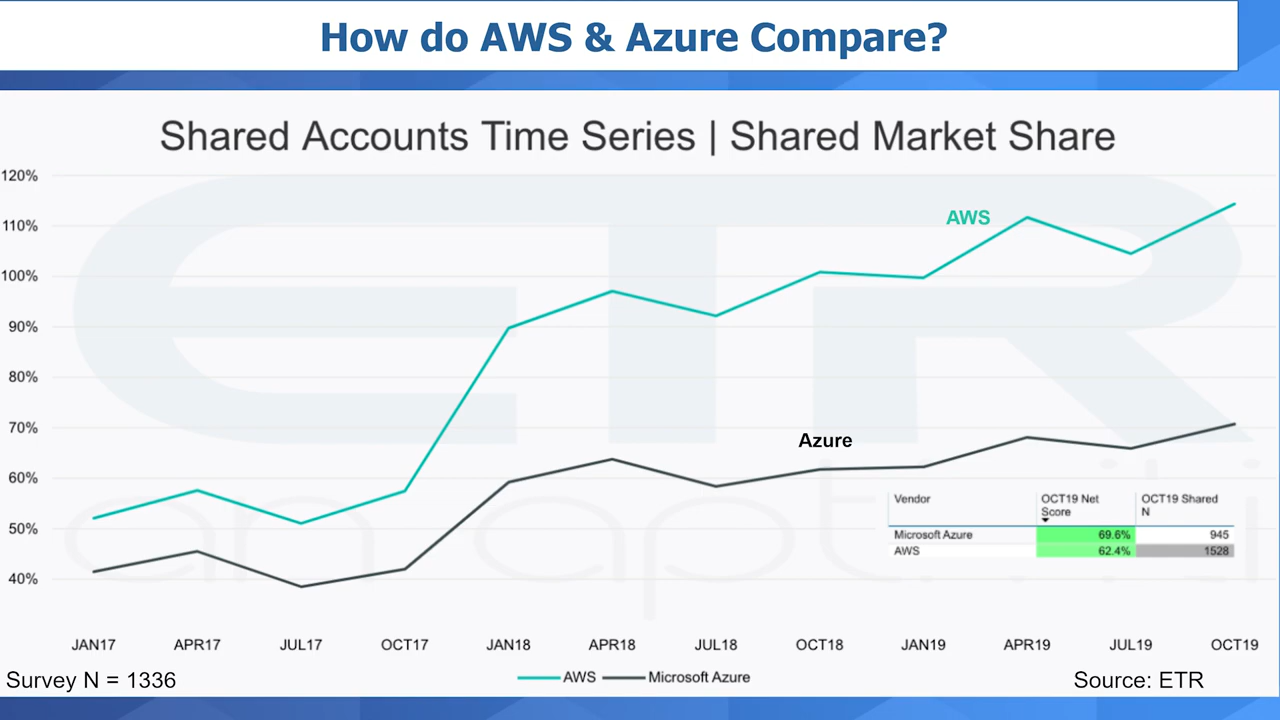 How do AWS & Azure Compare?
Shared Accounts Time Series | Shared Market Share
120%
110%
100%
90%
80%
70%
60%
50%
40%
AWS
Azure
Vendor OCT19 Net Score OCT19 Shared N
Microsoft Azure 69.6% 945
AWS 62.4% 1528
JAN17 APR17 JUL17 OCT17 JAN18 APR18 JUL18 OCT18 JAN19 APR19 JUL19 OCT19
AWS Microsoft Azure
Survey N = 1336
Source: ETR
ETR